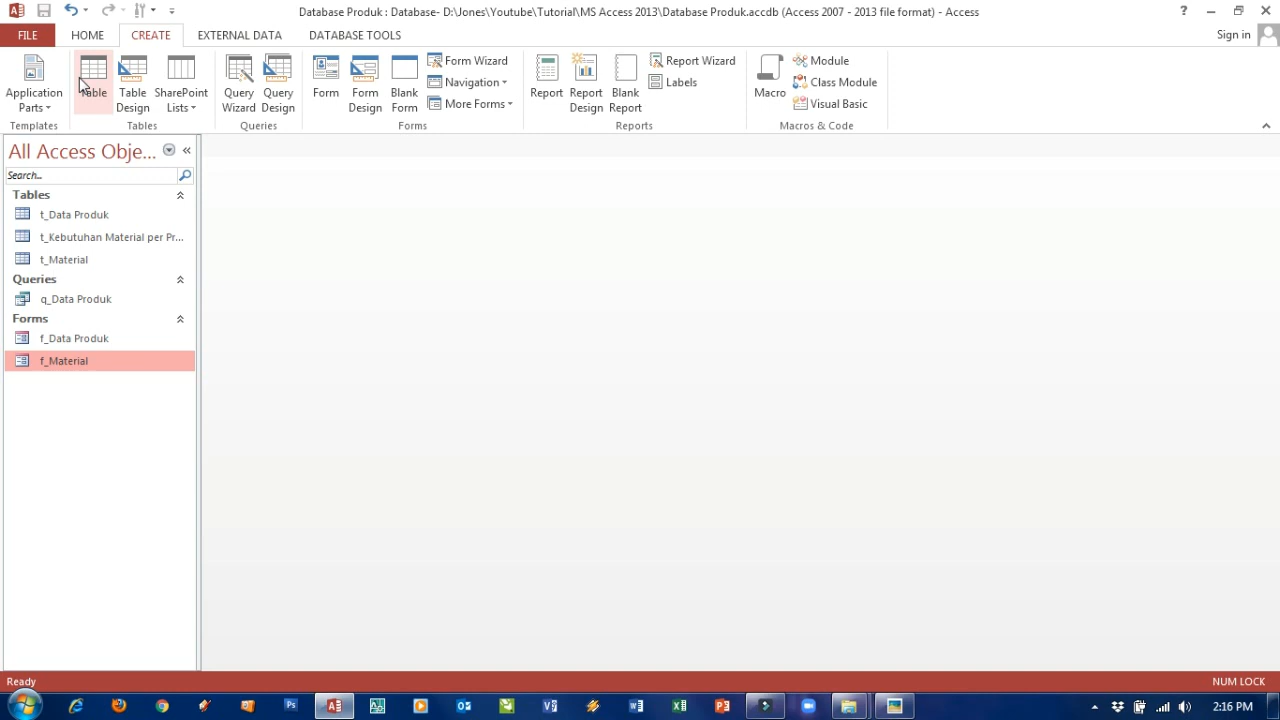 Database Produk : Database- D:\Jones\Youtube\Tutorial\MS Access 2013\Database Produk.accdb (Access 2007 - 2013 file format) - Access
FILE HOME CREATE EXTERNAL DATA DATABASE TOOLS Sign in
Application Parts
Table
Table Design
SharePoint Lists
Query Wizard
Query Design
Form
Form Design
Blank Form
Form Wizard
Navigation
More Forms
Report
Report Design
Blank Report
Report Wizard
Labels
Macro
Module
Class Module
Visual Basic
Templates Tables Queries Forms Reports Macros & Code
All Access Obje...
Search...
Tables
t_Data Produk
t_Kebutuhan Material per Pr...
t_Material
Queries
q_Data Produk
Forms
f_Data Produk
f_Material
Ready NUM LOCK
2:16 PM